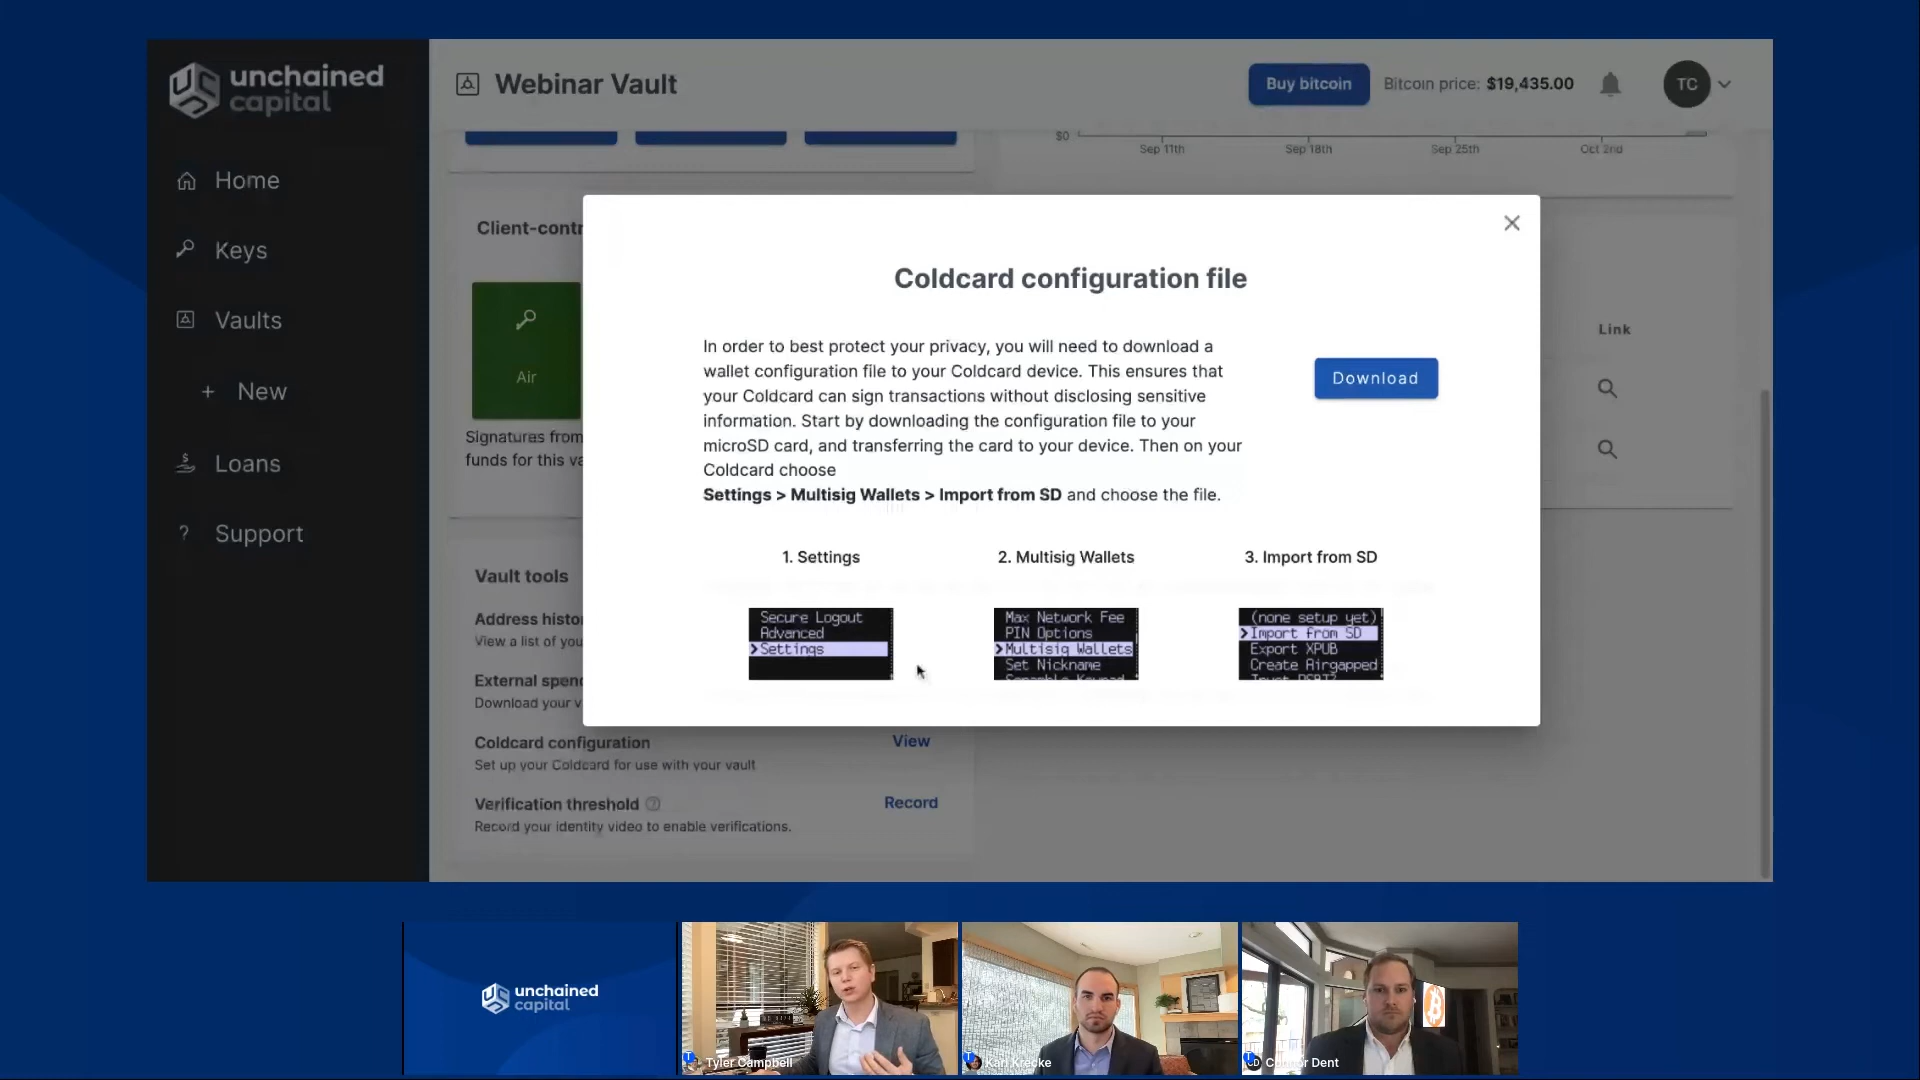 unchained
capital
Webinar Vault
Buy bitcoin
Bitcoin price: $19,435.00
TC
Home
Keys
Vaults
+ New
Loans
? Support
$0
Sep 11th
Sep 18th
Sep 25th
Oct 2nd
Client-contr
Air
Signatures from
funds for this va
Link
Vault tools
Address histo
View a list of you
External spen
Download your v
Coldcard configuration
View
Set up your Coldcard for use with your vault
Verification threshold ?
Record
Record your identity video to enable verifications.
Coldcard configuration file
In order to best protect your privacy, you will need to download a
wallet configuration file to your Coldcard device. This ensures that
your Coldcard can sign transactions without disclosing sensitive
information. Start by downloading the configuration file to your
microSD card, and transferring the card to your device. Then on your
Coldcard choose
Settings > Multisig Wallets > Import from SD and choose the file.
Download
1. Settings
2. Multisig Wallets
3. Import from SD
Secure Logout
Advanced
>Settings
Max Network Fee
PIN Options
>Multisig Wallets
Set Nickname
(none setup yet)
>Import from SD
Export XPUB
Create Airgapped
Trust PSBT?
unchained
capital
Tyler Campbell
Karl Krecke
Connor Dent